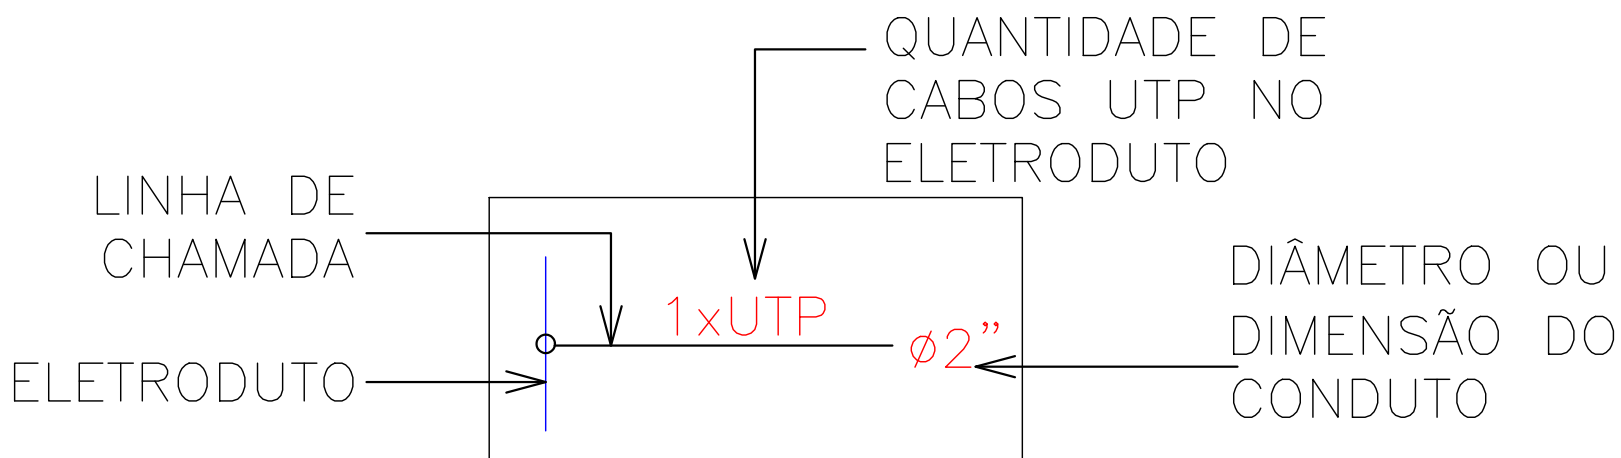 QUANTIDADE DE
CABOS UTP NO
ELETRODUTO
LINHA DE
CHAMADA
1xUTP
ø2”
DIÂMETRO OU
DIMENSÃO DO
CONDUTO
ELETRODUTO